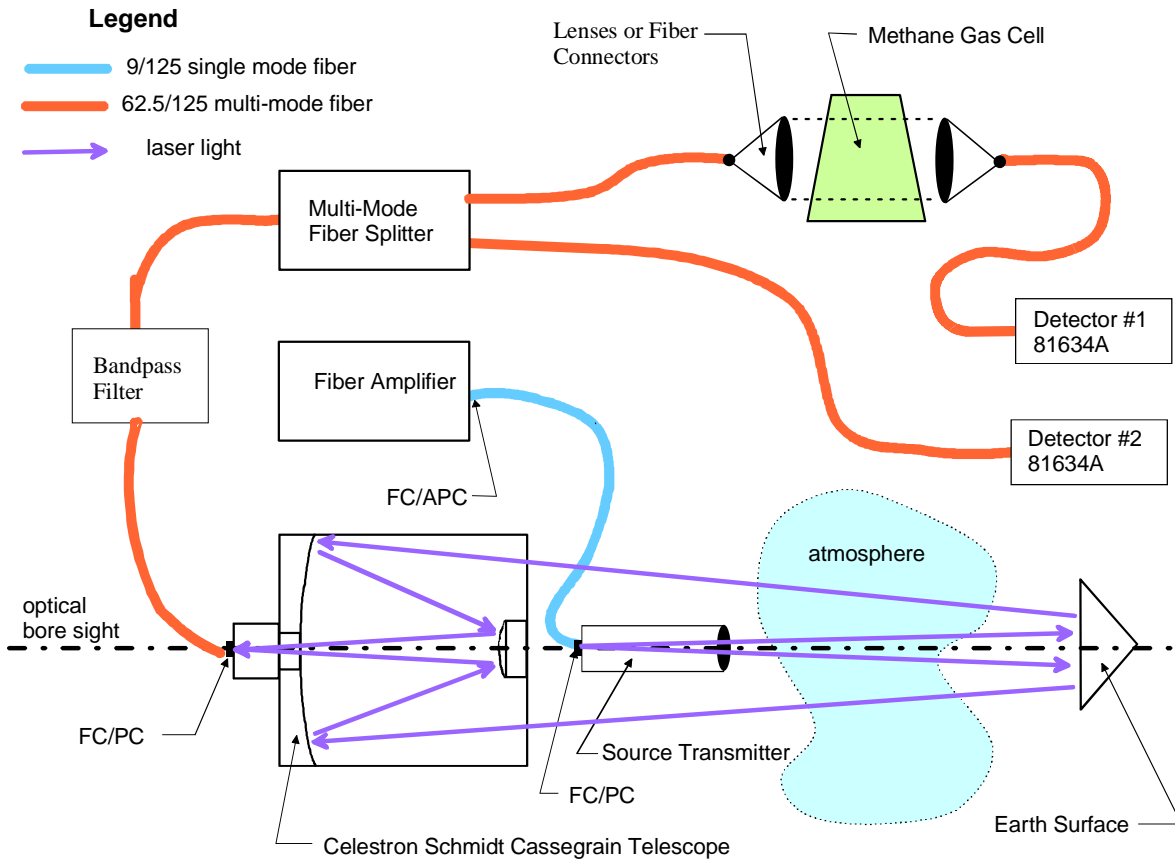 Legend
9/125 single mode fiber
62.5/125 multi-mode fiber
laser light
Lenses or Fiber
Connectors
Methane Gas Cell
Multi-Mode
Fiber Splitter
Detector #1
81634A
Bandpass
Filter
Fiber Amplifier
Detector #2
81634A
FC/APC
atmosphere
optical
bore sight
FC/PC
Source Transmitter
FC/PC
Earth Surface
Celestron Schmidt Cassegrain Telescope